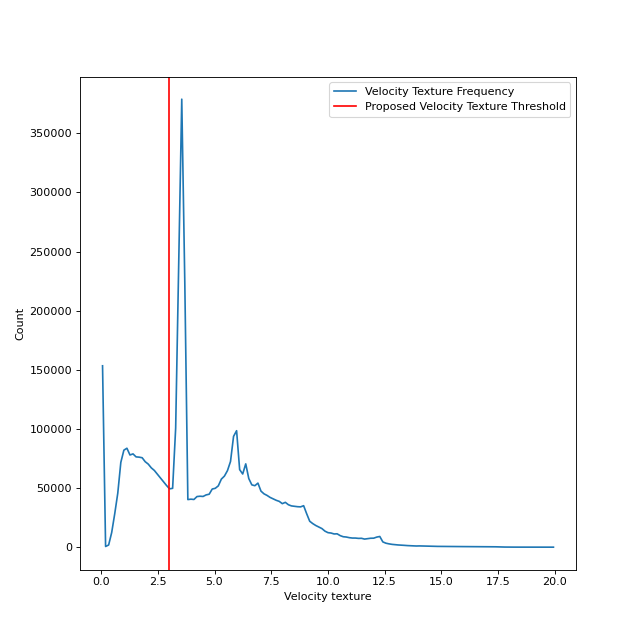 Velocity Texture Frequency
Proposed Velocity Texture Threshold
350000
300000
250000
200000
150000
100000
50000
0
Count
0.0 2.5 5.0 7.5 10.0 12.5 15.0 17.5 20.0
Velocity texture